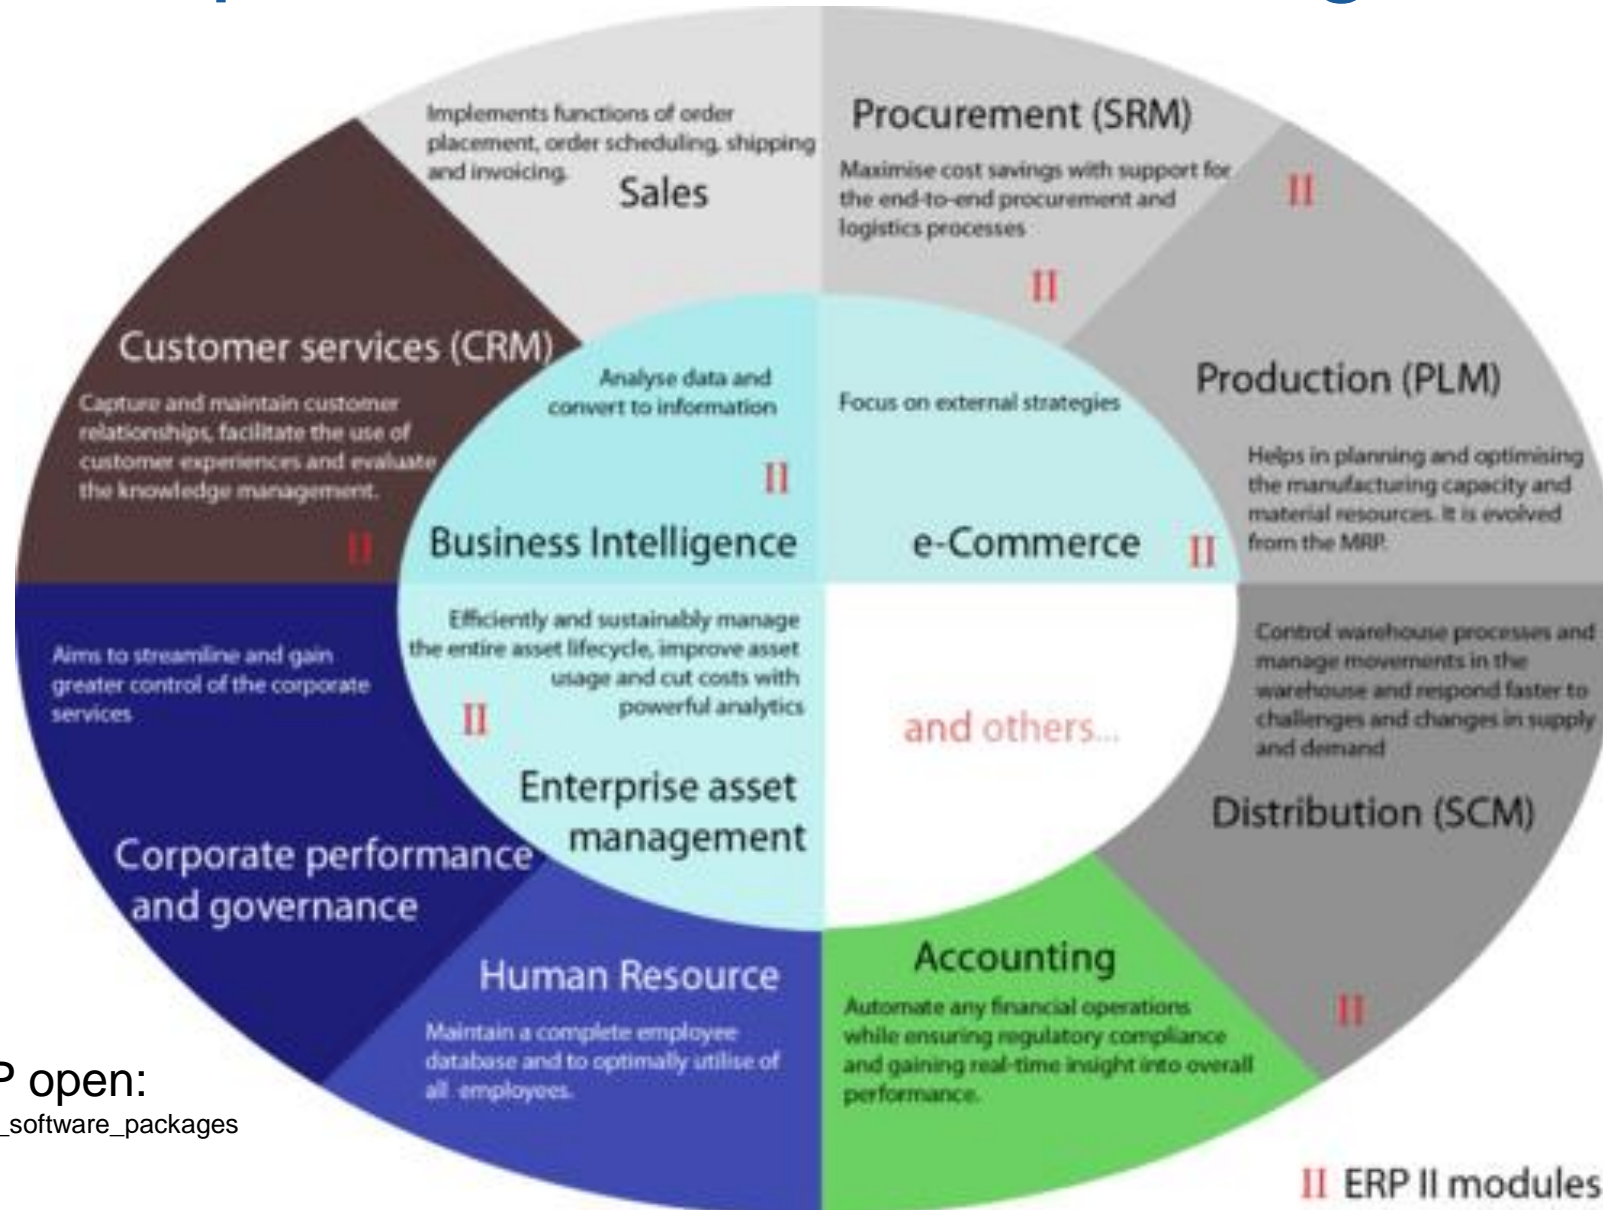 Implements functions of order
placement, order scheduling, shipping
and invoicing.
Sales
Procurement (SRM)
Maximise cost savings with support for
the end-to-end procurement and
logistics processes
II
II
Customer services (CRM)
Capture and maintain customer
relationships, facilitate the use of
customer experiences and evaluate
the knowledge management.
II
Analyse data and
convert to information
II
Business Intelligence
Focus on external strategies
e-Commerce II
Production (PLM)
Helps in planning and optimising
the manufacturing capacity and
material resources. It is evolved
from the MRP.
Aims to streamline and gain
greater control of the corporate
services
Corporate performance
and governance
Efficiently and sustainably manage
the entire asset lifecycle, improve asset
usage and cut costs with
powerful analytics
II
Enterprise asset
management
and others...
Control warehouse processes and
manage movements in the
warehouse and respond faster to
challenges and changes in supply
and demand
Distribution (SCM)
II
Human Resource
Maintain a complete employee
database and to optimally utilise of
all employees.
Accounting
Automate any financial operations
while ensuring regulatory compliance
and gaining real-time insight into overall
performance.
P open:
_software_packages
II ERP II modules